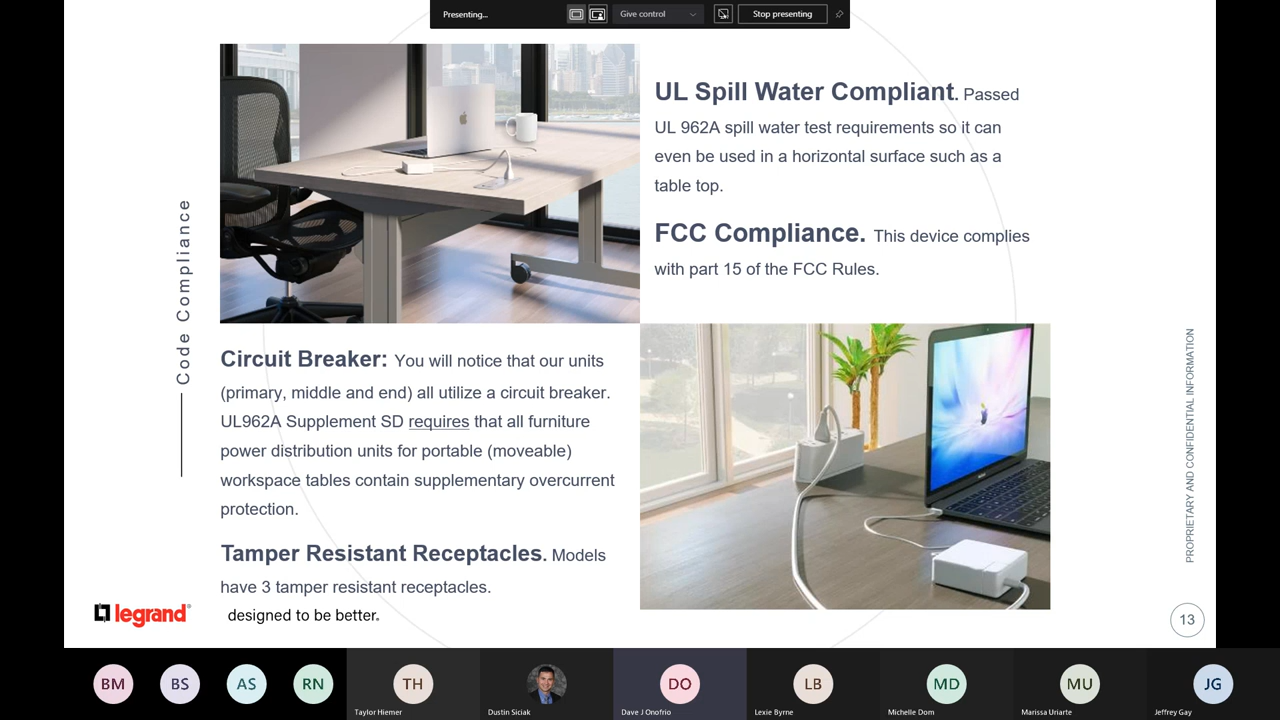 Presenting...
Give control
Stop presenting
UL Spill Water Compliant. Passed
UL 962A spill water test requirements so it can
even be used in a horizontal surface such as a
table top.
FCC Compliance. This device complies
with part 15 of the FCC Rules.
Code Compliance
Circuit Breaker: You will notice that our units
(primary, middle and end) all utilize a circuit breaker.
UL962A Supplement SD requires that all furniture
power distribution units for portable (moveable)
workspace tables contain supplementary overcurrent
protection.
Tamper Resistant Receptacles. Models
have 3 tamper resistant receptacles.
PROPRIETARY AND CONFIDENTIAL INFORMATION
legrand®
designed to be better.
13
BM
BS
AS
RN
TH
DO
LB
MD
MU
JG
Taylor Hiemer
Dustin Siciak
Dave J Onofrio
Lexie Byrne
Michelle Dom
Marissa Uriarte
Jeffrey Gay